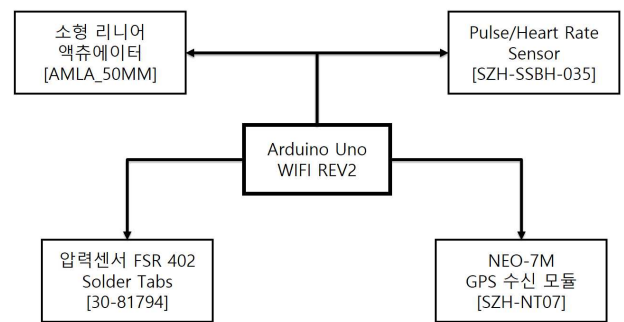 소형 리니어
액츄에이터
[AMLA_50MM]
Pulse/Heart Rate
Sensor
[SZH-SSBH-035]
Arduino Uno
WIFI REV2
압력센서 FSR 402
Solder Tabs
[30-81794]
NEO-7M
GPS 수신 모듈
[SZH-NT07]